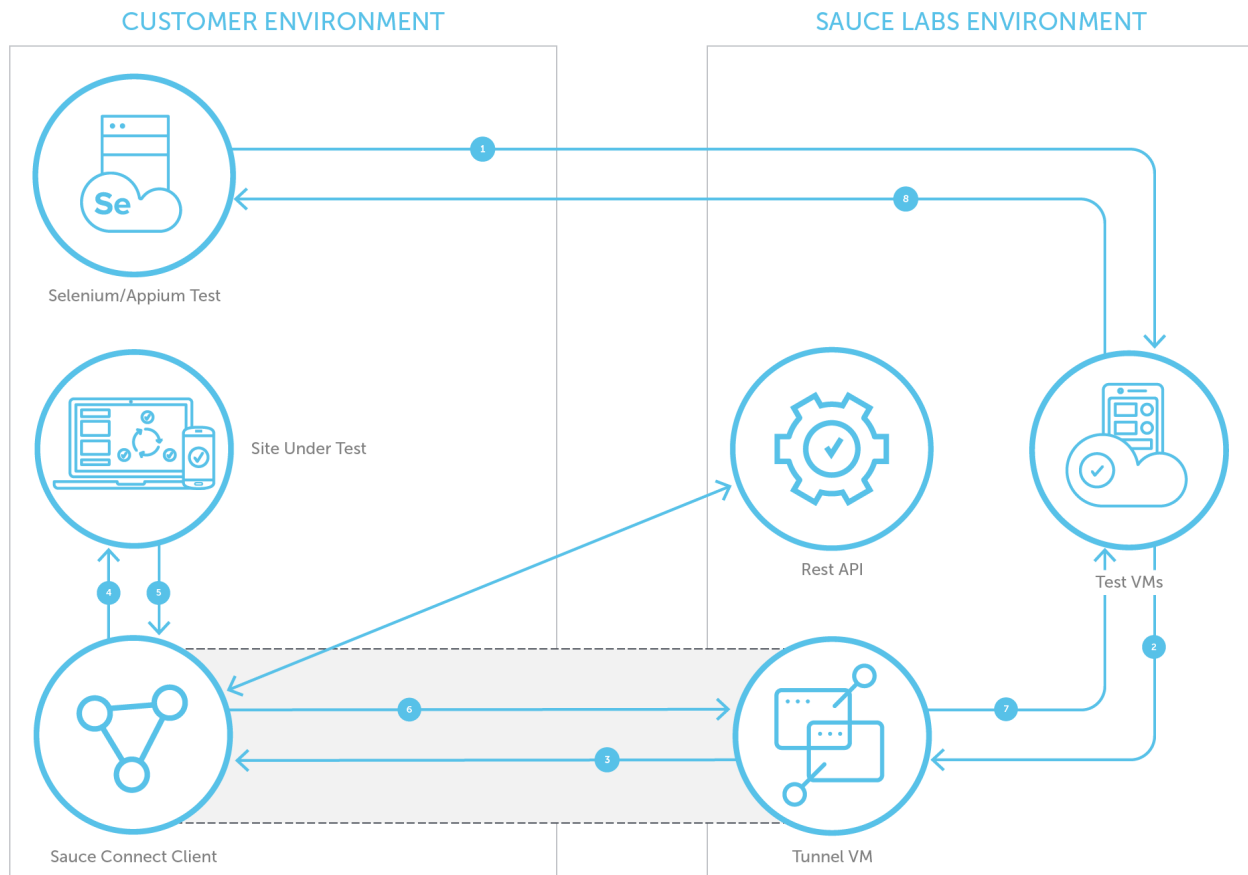 CUSTOMER ENVIRONMENT
SAUCE LABS ENVIRONMENT
1
8
Se
Selenium/Appium Test
Site Under Test
Rest API
Test VMs
4
5
2
6
7
3
Sauce Connect Client
Tunnel VM